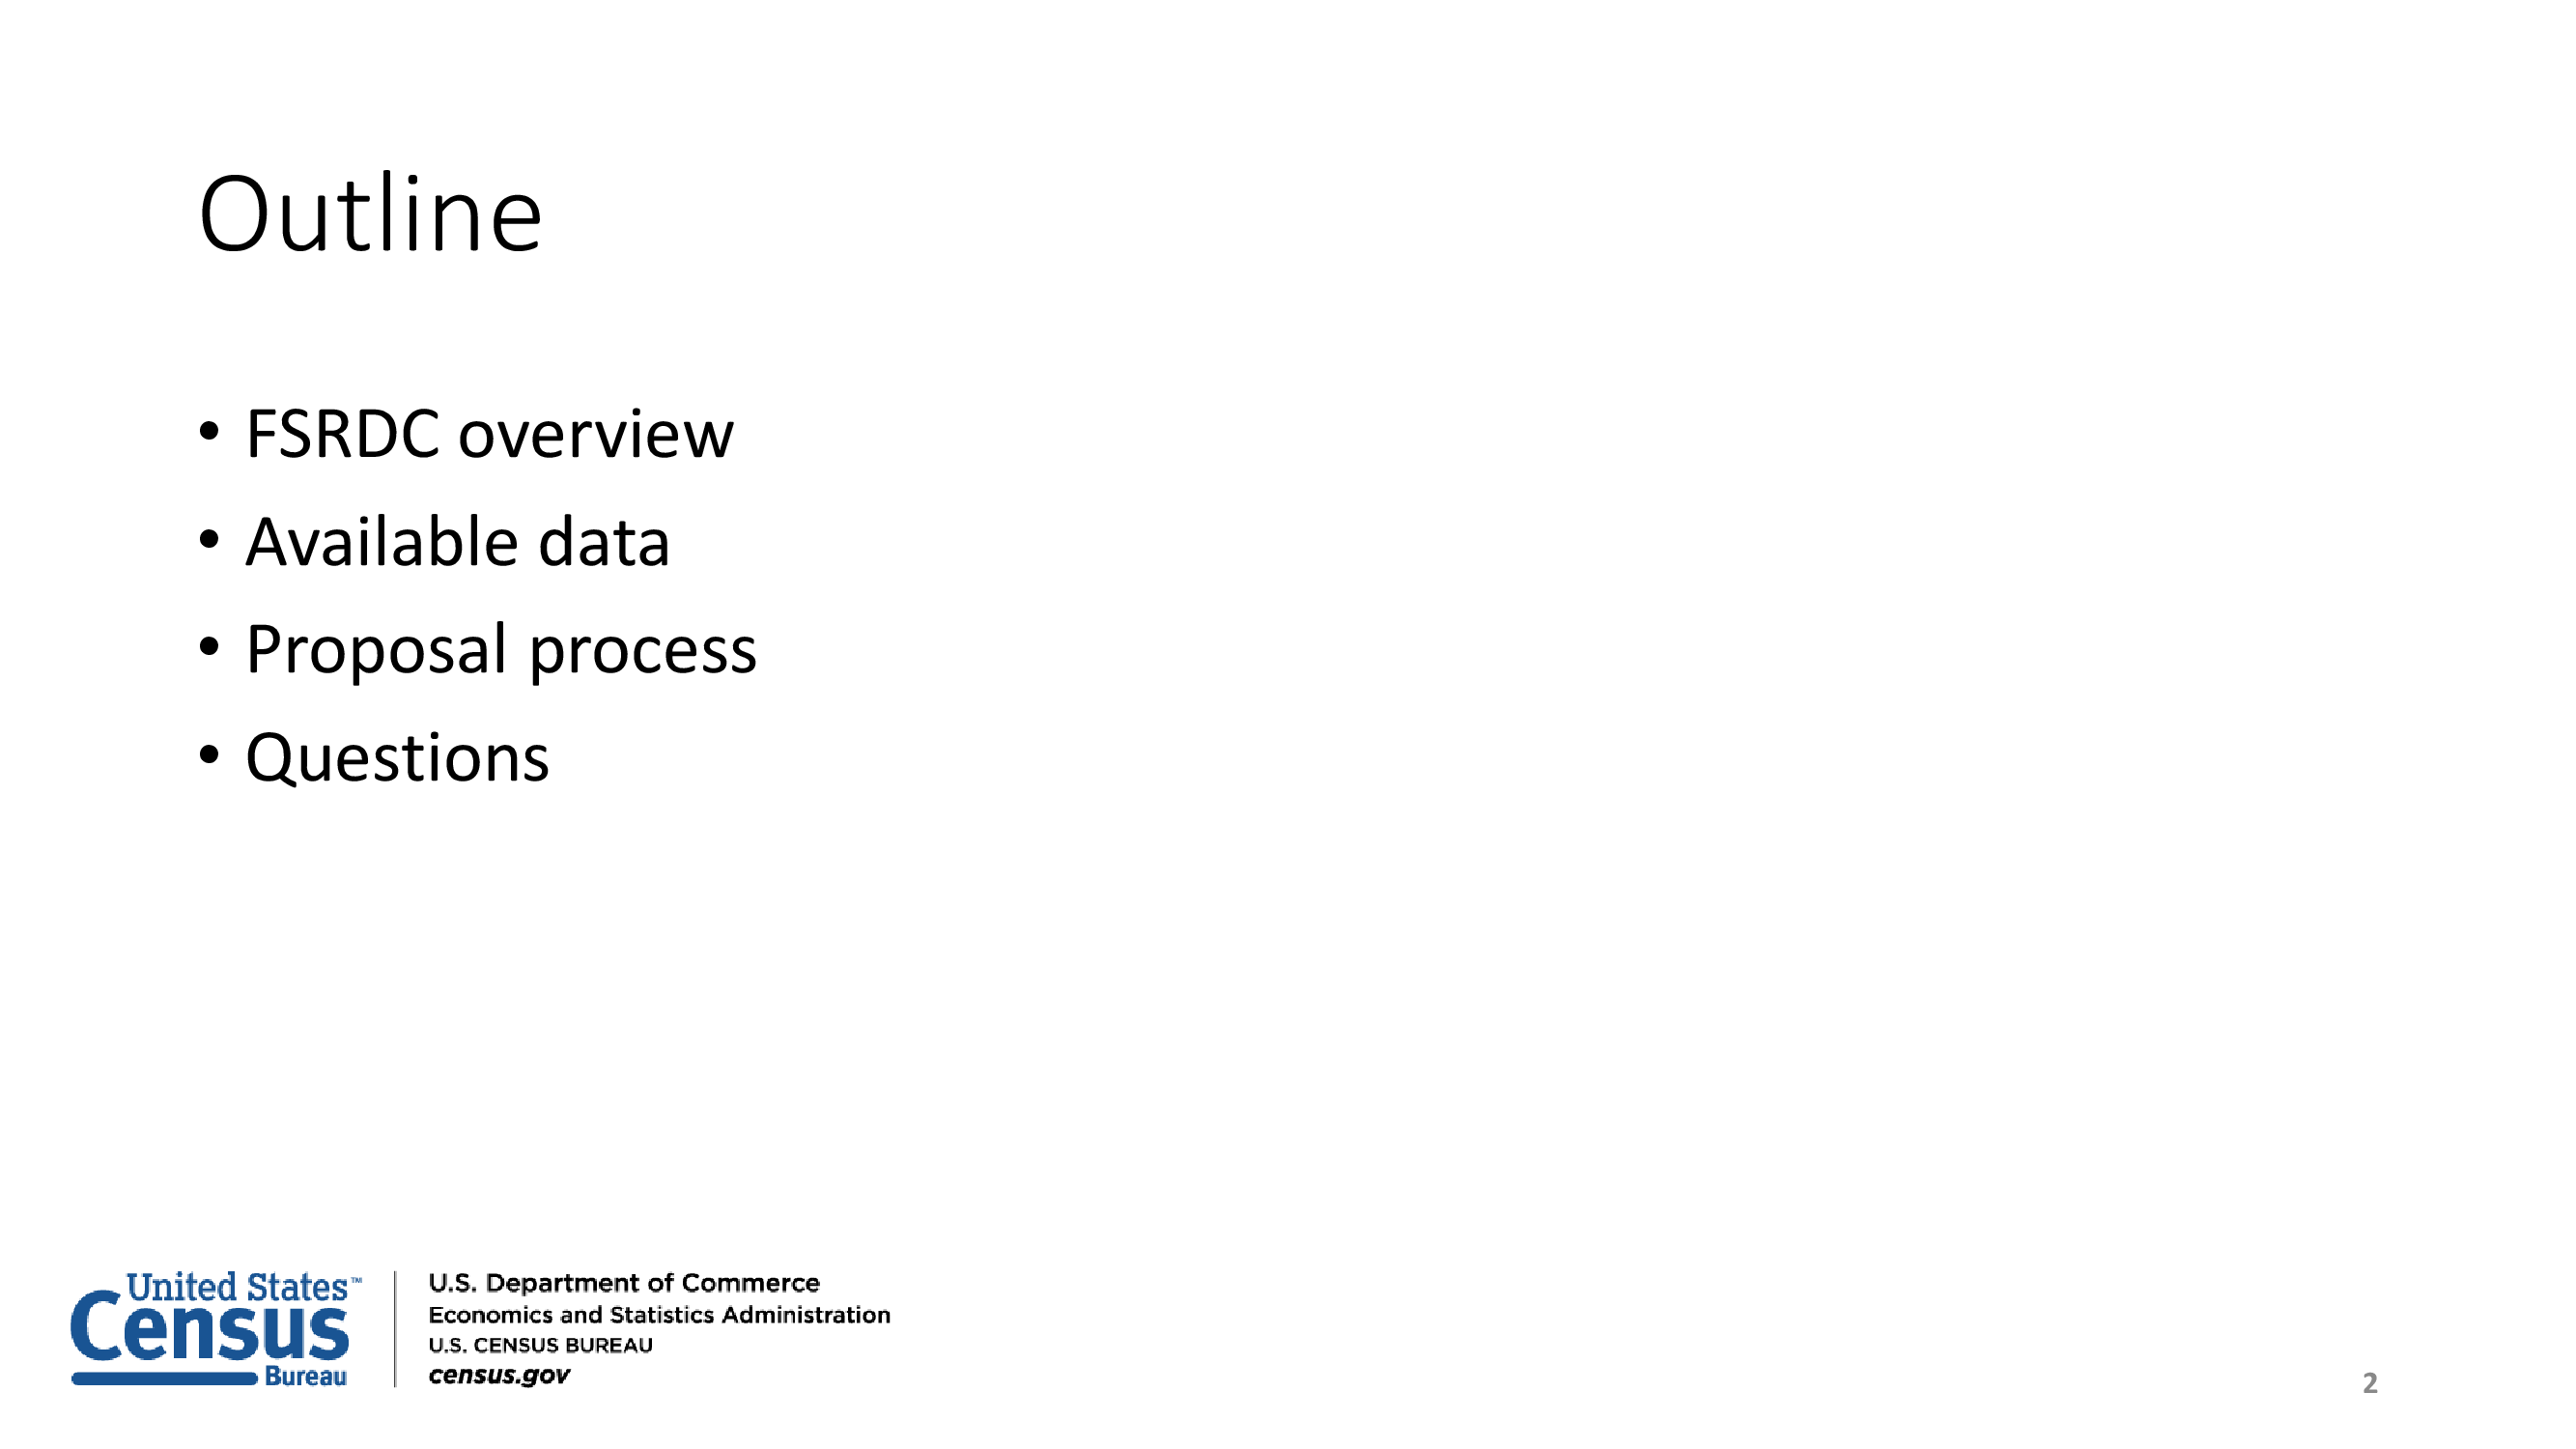 Outline
• FSRDC overview
• Available data
• Proposal process
• Questions
United States™
Census
Bureau
U.S. Department of Commerce
Economics and Statistics Administration
U.S. CENSUS BUREAU
census.gov
2